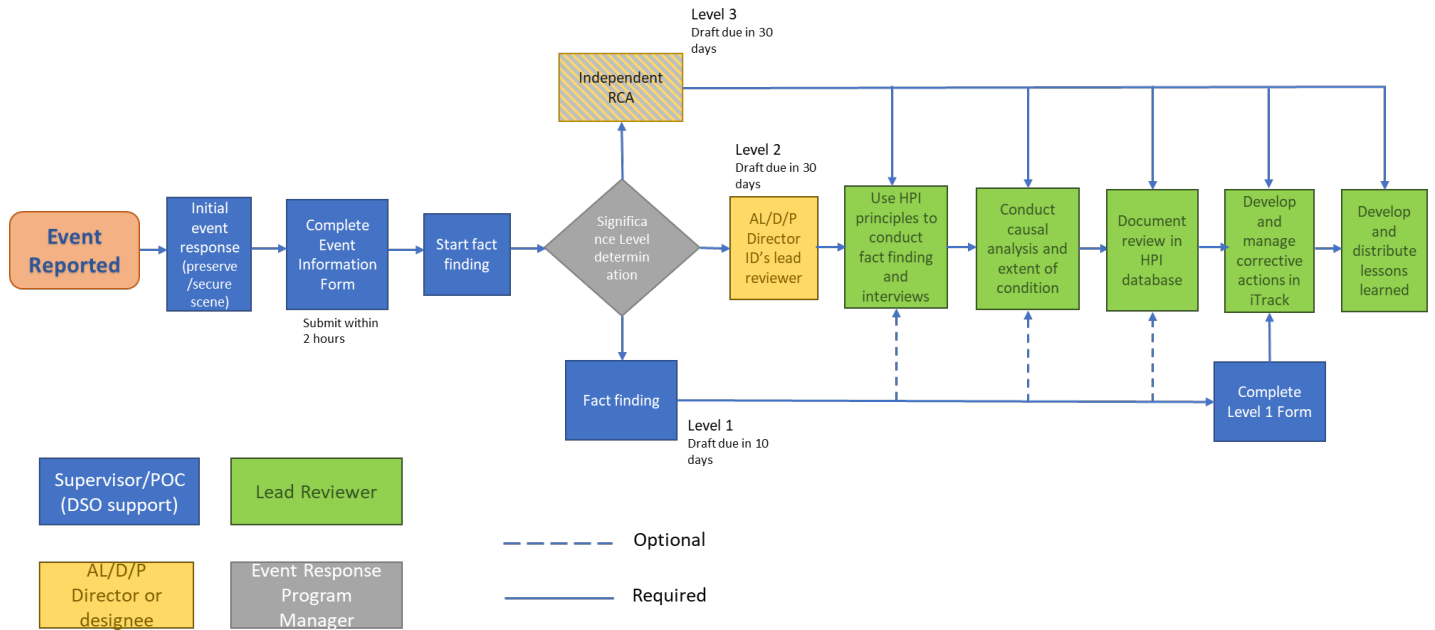 Level 3
Draft due in 30
days
Independent
RCA
Level 2
Draft due in 30
days
Event
Reported
Initial
event
response
(preserve
/secure
scene)
Complete
Event
Information
Form
Submit within
2 hours
Start fact
finding
Significa
nce Level
determin
ation
AL/D/P
Director
ID's lead
reviewer
Use HPI
principles to
conduct
fact finding
and
interviews
Conduct
causal
analysis and
extent of
condition
Document
review in
HPI
database
Develop
and
manage
corrective
actions in
iTrack
Develop
and
distribute
lessons
learned
Fact finding
Level 1
Draft due in 10
days
Complete
Level 1 Form
Supervisor/POC
(DSO support)
Lead Reviewer
AL/D/P
Director or
designee
Event Response
Program
Manager
Optional
Required